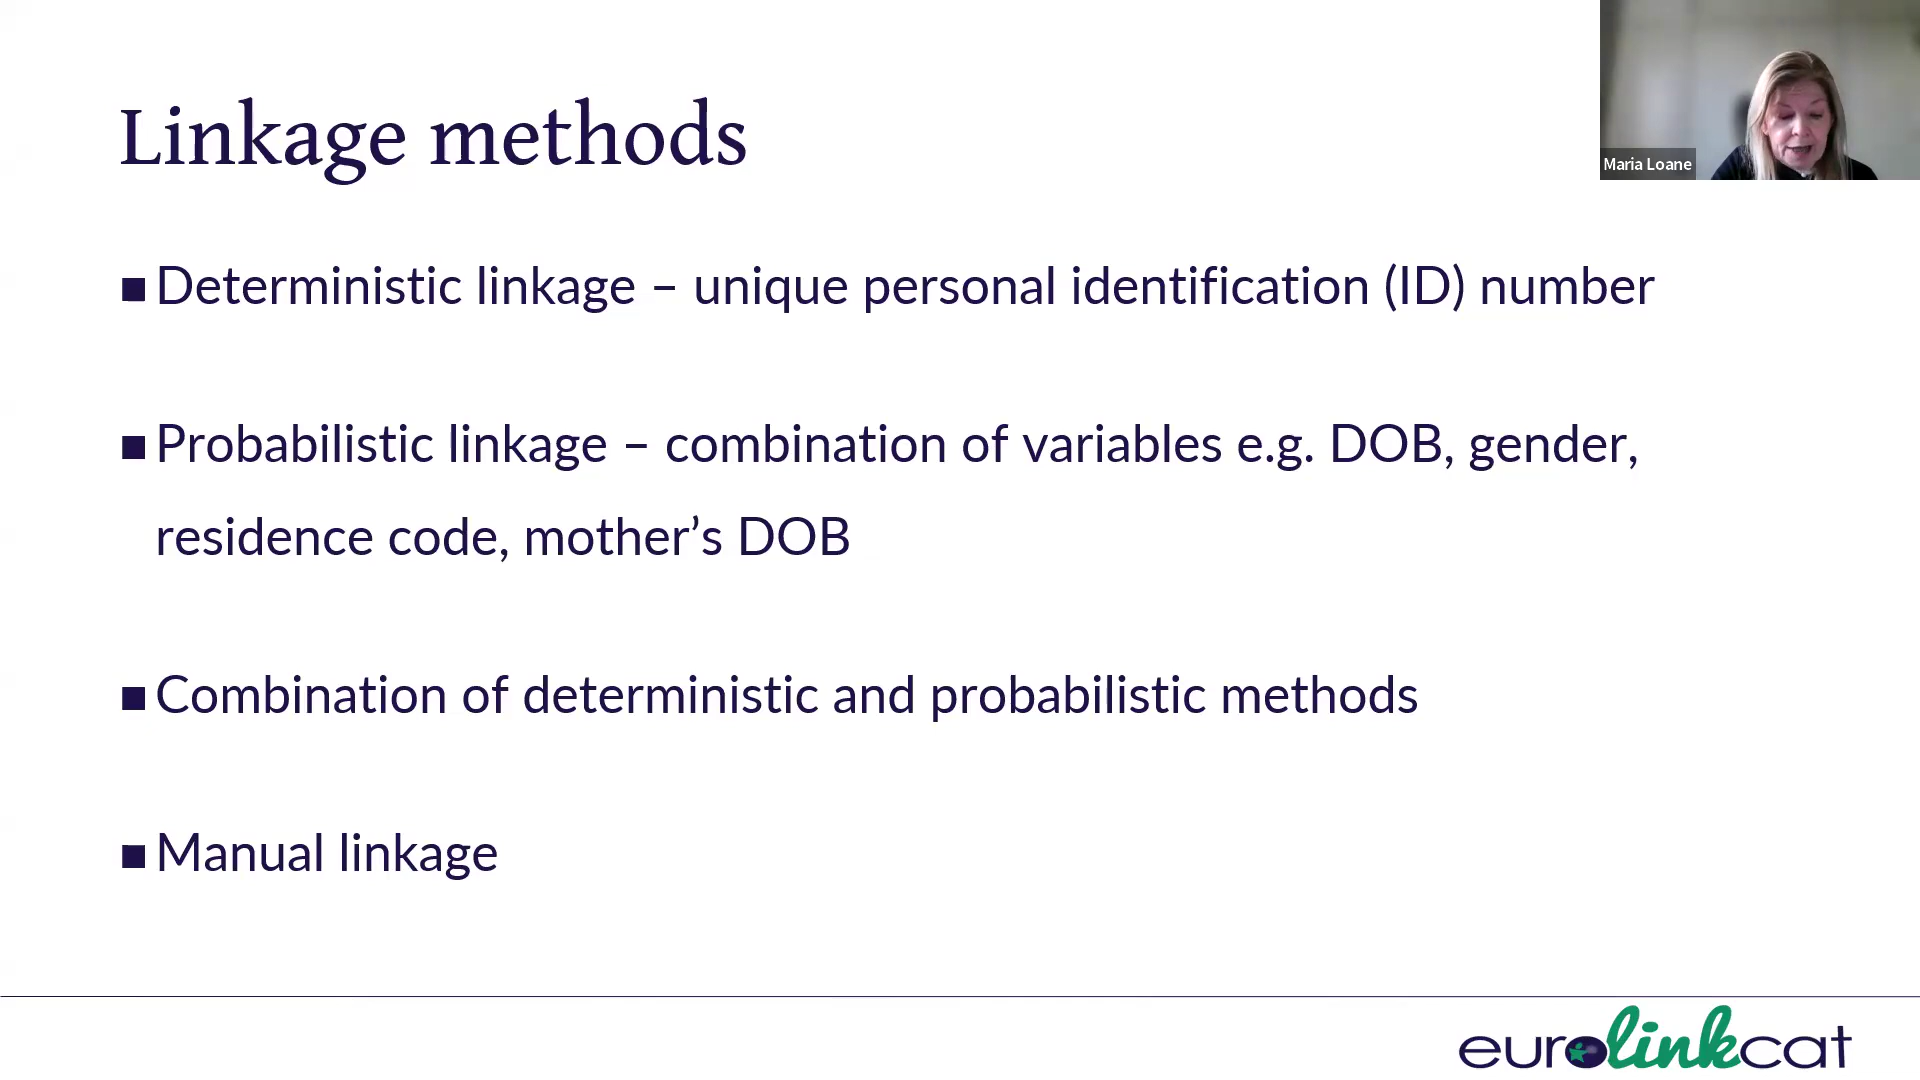 Linkage methods
Maria Loane
■ Deterministic linkage – unique personal identification (ID) number
■ Probabilistic linkage – combination of variables e.g. DOB, gender,
residence code, mother’s DOB
■ Combination of deterministic and probabilistic methods
■ Manual linkage
eurolinkcat